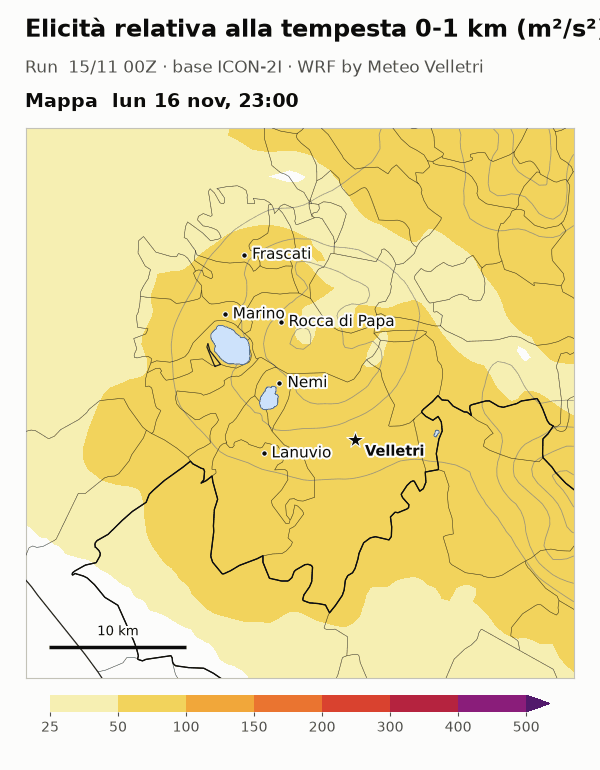 Elicità relativa alla tempesta 0-1 km (m²/s²)
Run 15/11 00Z · base ICON-2I · WRF by Meteo Velletri
Mappa lun 16 nov, 23:00
Frascati
Marino
Rocca di Papa
Nemi
Velletri
Lanuvio
10 km
25 50 100 150 200 300 400 500